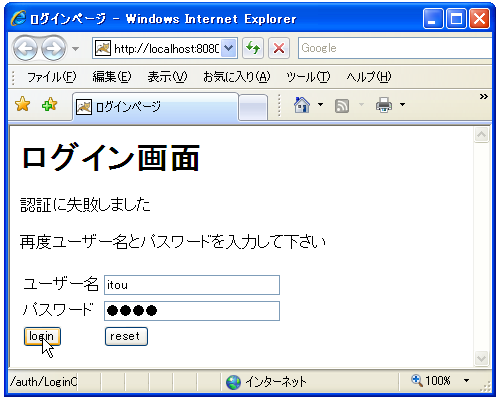 ログインページ - Windows Internet Explorer
http://localhost:8080
Google
ファイル(F) 編集(E) 表示(V) お気に入り(A) ツール(T) ヘルプ(H)
ログインページ
ログイン画面
認証に失敗しました
再度ユーザー名とパスワードを入力して下さい
ユーザー名 itou
パスワード ●●●●
login reset
/auth/LoginC インターネット 100%